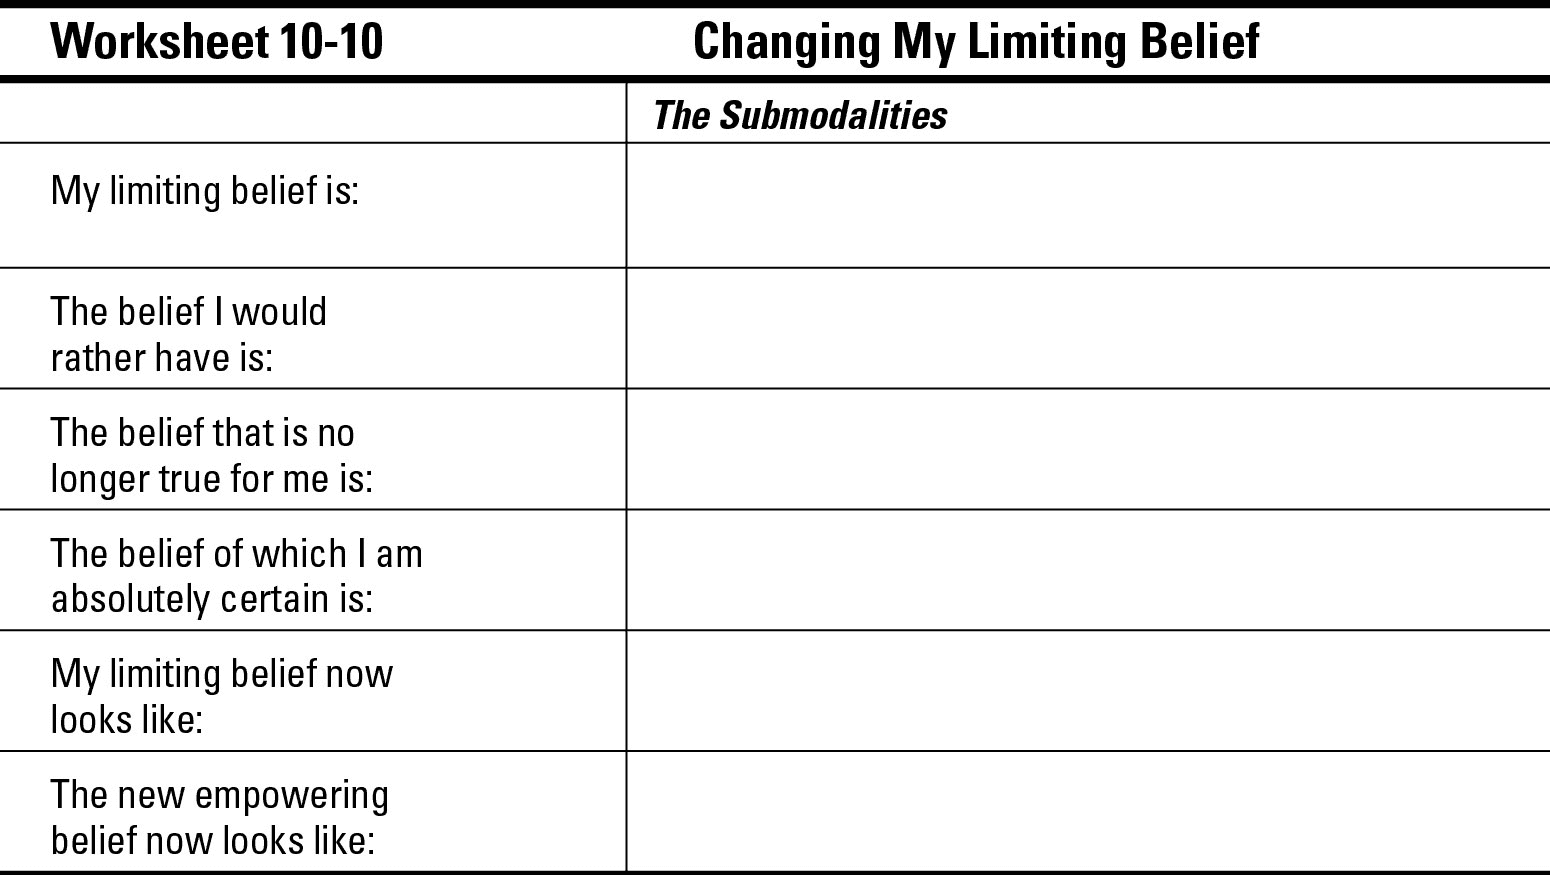 Worksheet 10-10 Changing My Limiting Belief
The Submodalities
My limiting belief is:
The belief I would
rather have is:
The belief that is no
longer true for me is:
The belief of which I am
absolutely certain is:
My limiting belief now
looks like:
The new empowering
belief now looks like: